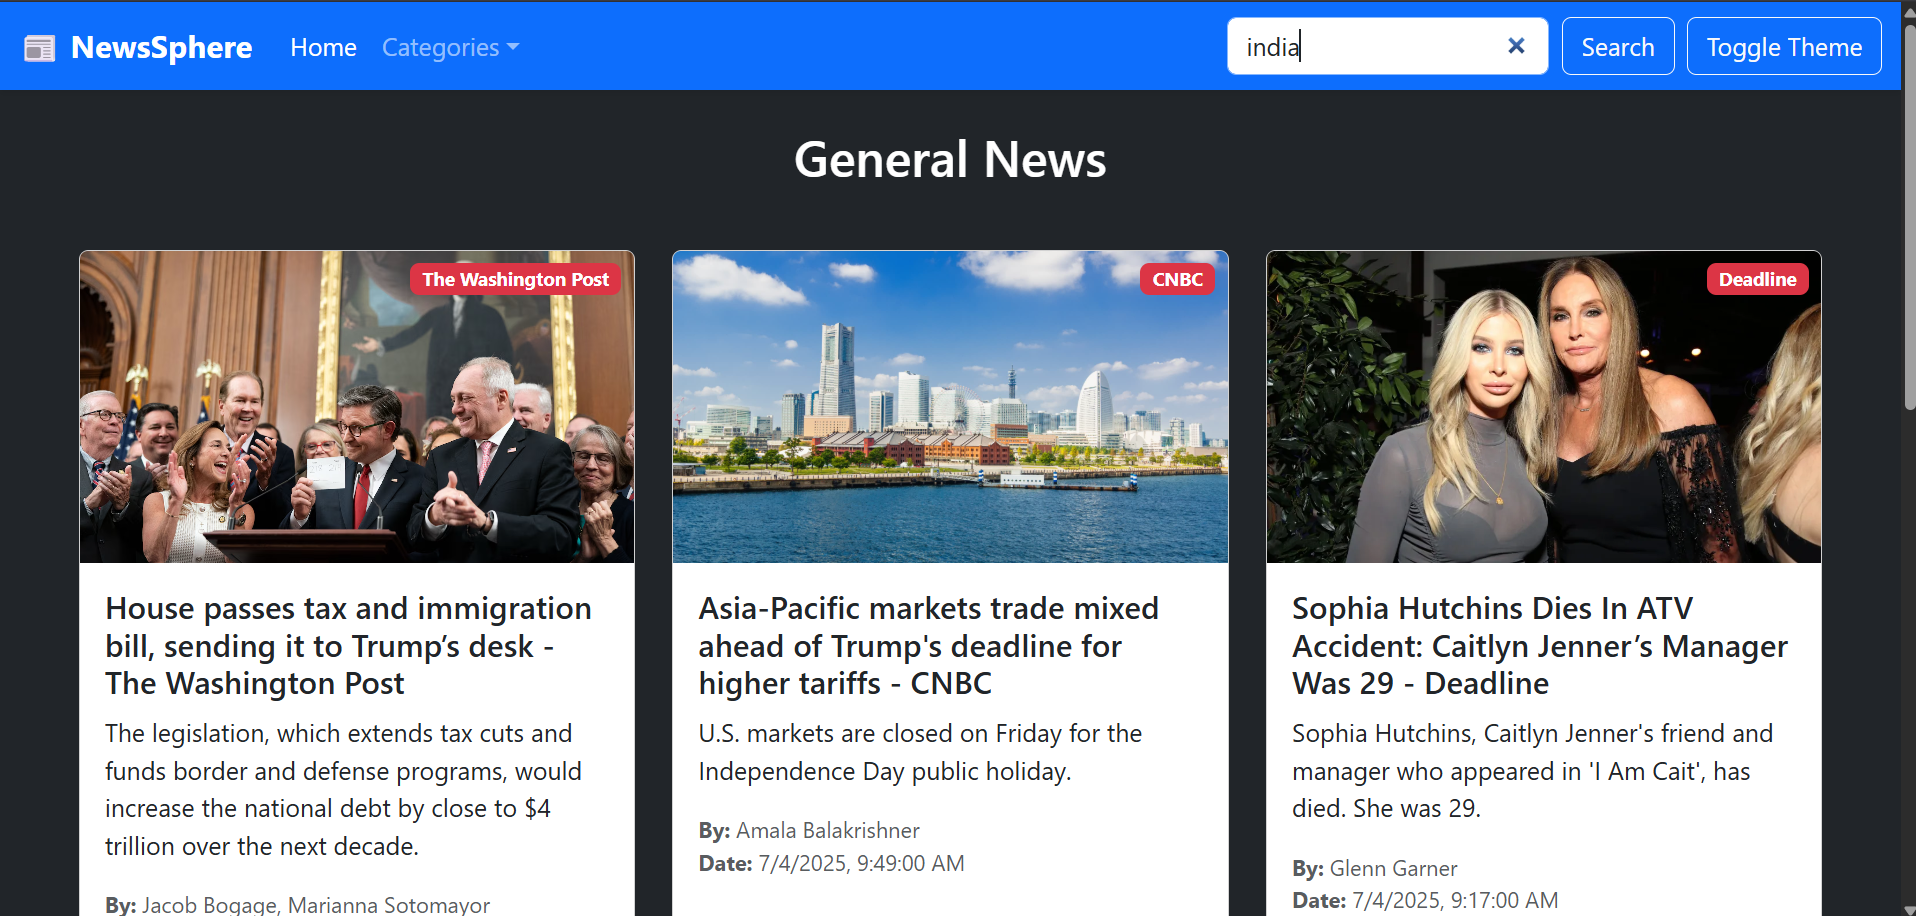 NewsSphere Home Categories india Search Toggle Theme
General News
The Washington Post
House passes tax and immigration
bill, sending it to Trump’s desk -
The Washington Post
The legislation, which extends tax cuts and
funds border and defense programs, would
increase the national debt by close to $4
trillion over the next decade.
By: Jacob Bogage, Marianna Sotomayor
CNBC
Asia-Pacific markets trade mixed
ahead of Trump's deadline for
higher tariffs - CNBC
U.S. markets are closed on Friday for the
Independence Day public holiday.
By: Amala Balakrishner
Date: 7/4/2025, 9:49:00 AM
Deadline
Sophia Hutchins Dies In ATV
Accident: Caitlyn Jenner’s Manager
Was 29 - Deadline
Sophia Hutchins, Caitlyn Jenner's friend and
manager who appeared in 'I Am Cait', has
died. She was 29.
By: Glenn Garner
Date: 7/4/2025, 9:17:00 AM